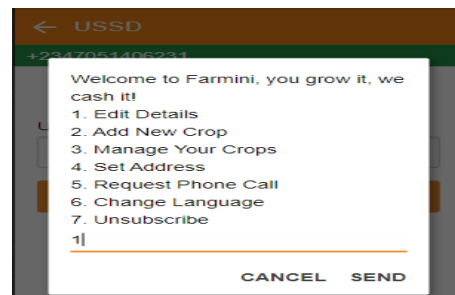 ← USSD
+2347051406231
Welcome to Farmini, you grow it, we
cash it!
1. Edit Details
2. Add New Crop
3. Manage Your Crops
4. Set Address
5. Request Phone Call
6. Change Language
7. Unsubscribe
1
CANCEL SEND